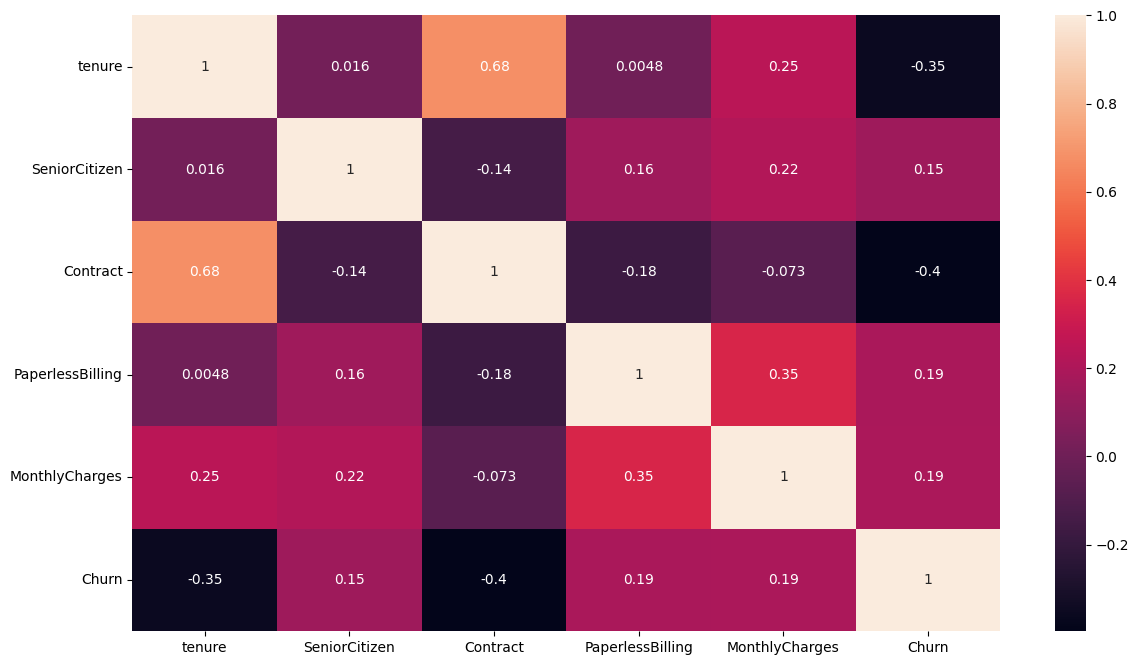 tenure 1 0.016 0.68 0.0048 0.25 -0.35
SeniorCitizen 0.016 1 -0.14 0.16 0.22 0.15
Contract 0.68 -0.14 1 -0.18 -0.073 -0.4
PaperlessBilling 0.0048 0.16 -0.18 1 0.35 0.19
MonthlyCharges 0.25 0.22 -0.073 0.35 1 0.19
Churn -0.35 0.15 -0.4 0.19 0.19 1
tenure SeniorCitizen Contract PaperlessBilling MonthlyCharges Churn
1.0
0.8
0.6
0.4
0.2
0.0
−0.2